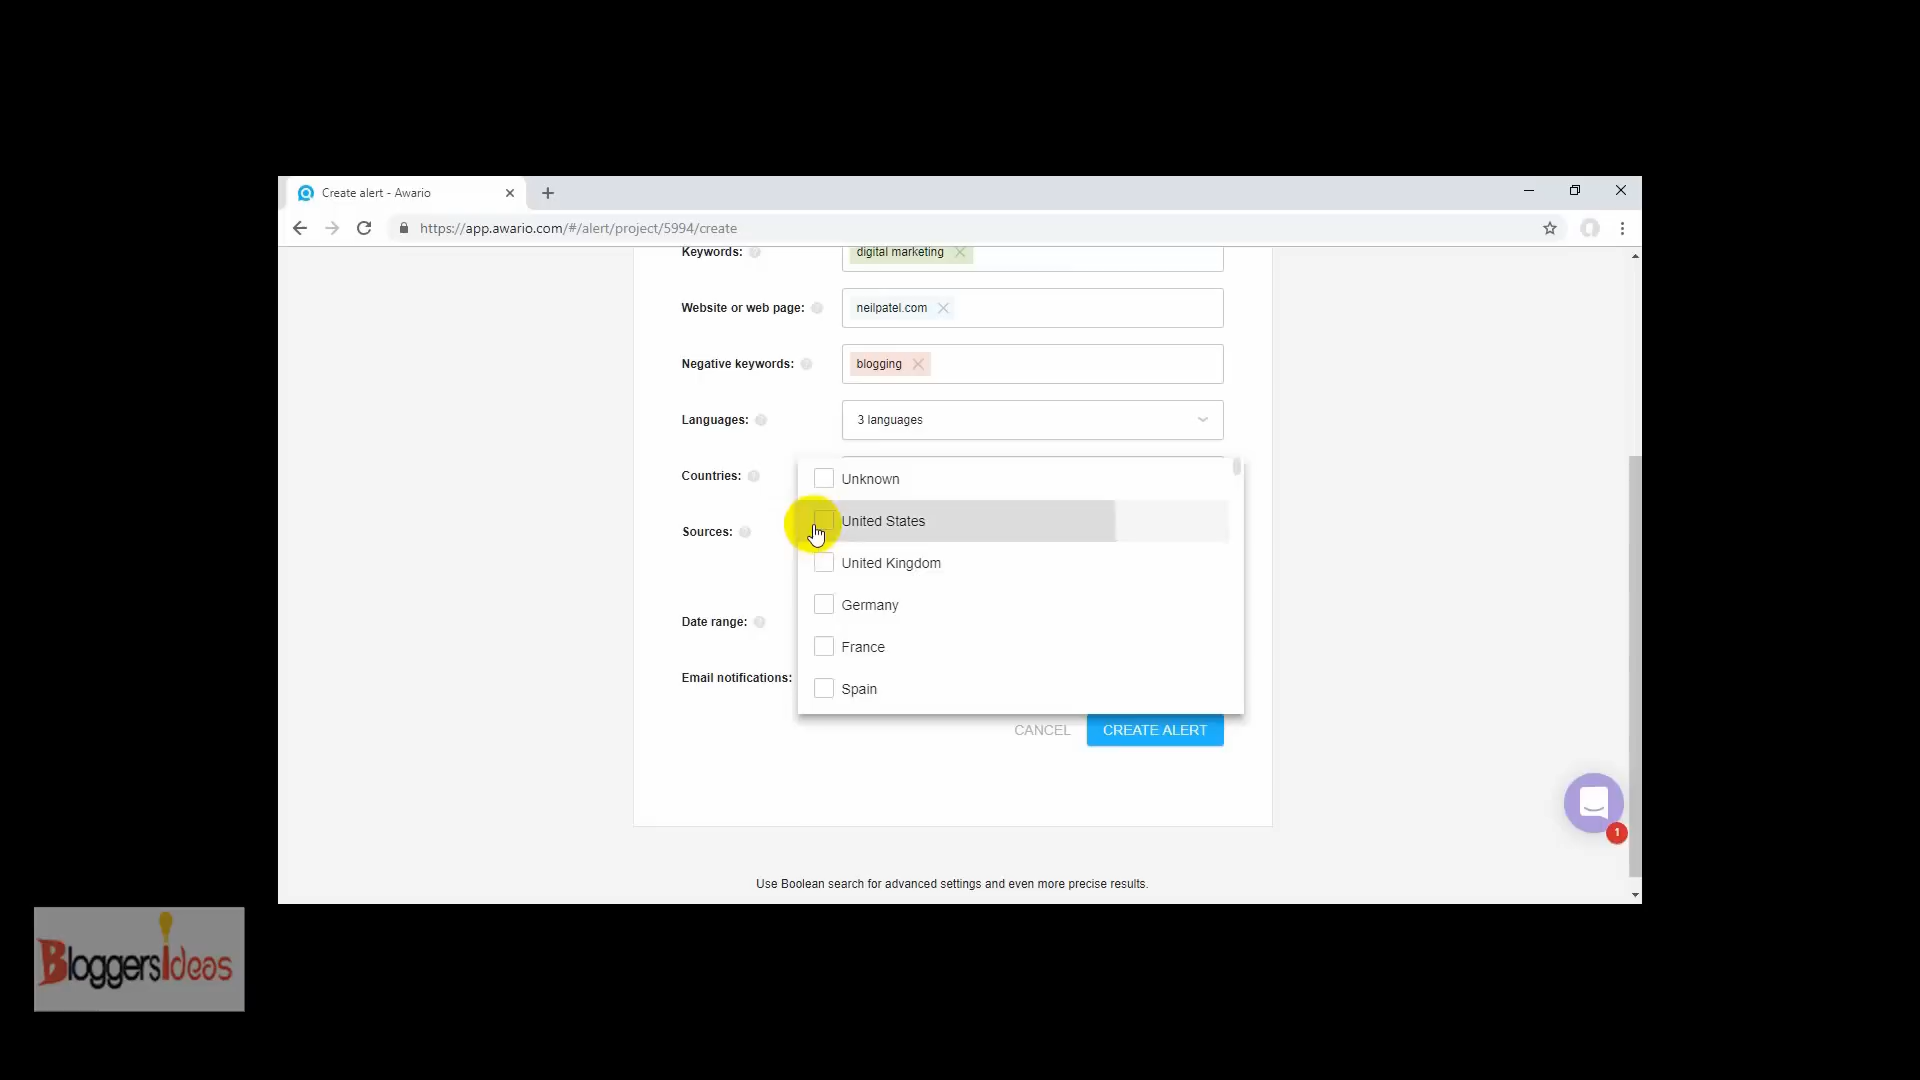 Create alert - Awario
https://app.awario.com/#/alert/project/5994/create
Keywords: digital marketing
Website or web page: neilpatel.com
Negative keywords: blogging
Languages: 3 languages
Countries:
Unknown
United States
Sources:
United Kingdom
Germany
Date range:
France
Email notifications:
Spain
CANCEL CREATE ALERT
1
Use Boolean search for advanced settings and even more precise results.
BloggersIdeas